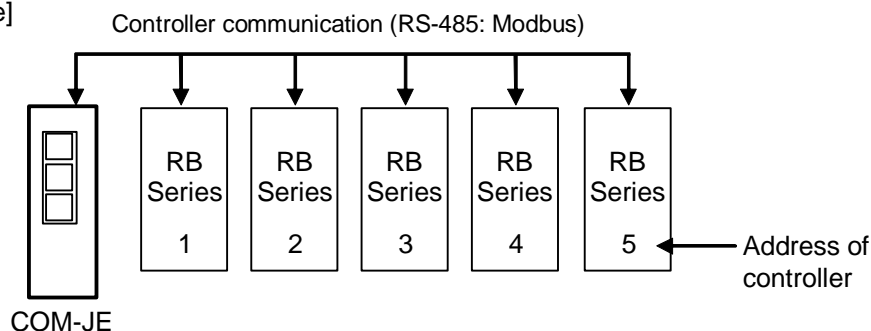 e]
Controller communication (RS-485: Modbus)
RB RB RB RB RB
Series Series Series Series Series
1 2 3 4 5
Address of
controller
COM-JE